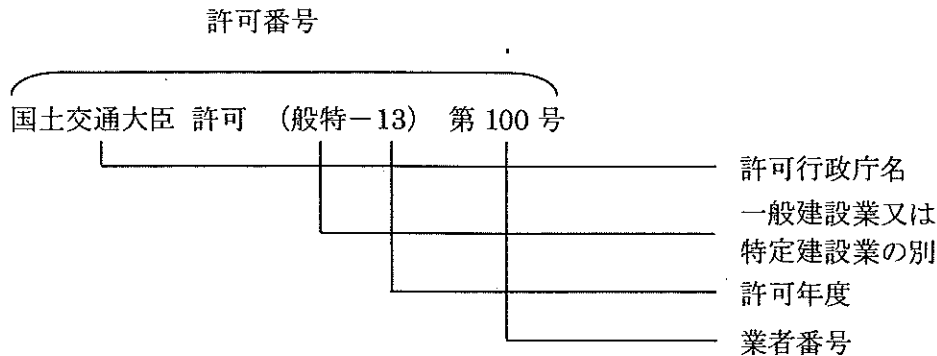 許可番号
国土交通大臣 許可 (般特-13) 第 100 号
許可行政庁名
一般建設業又は
特定建設業の別
許可年度
業者番号